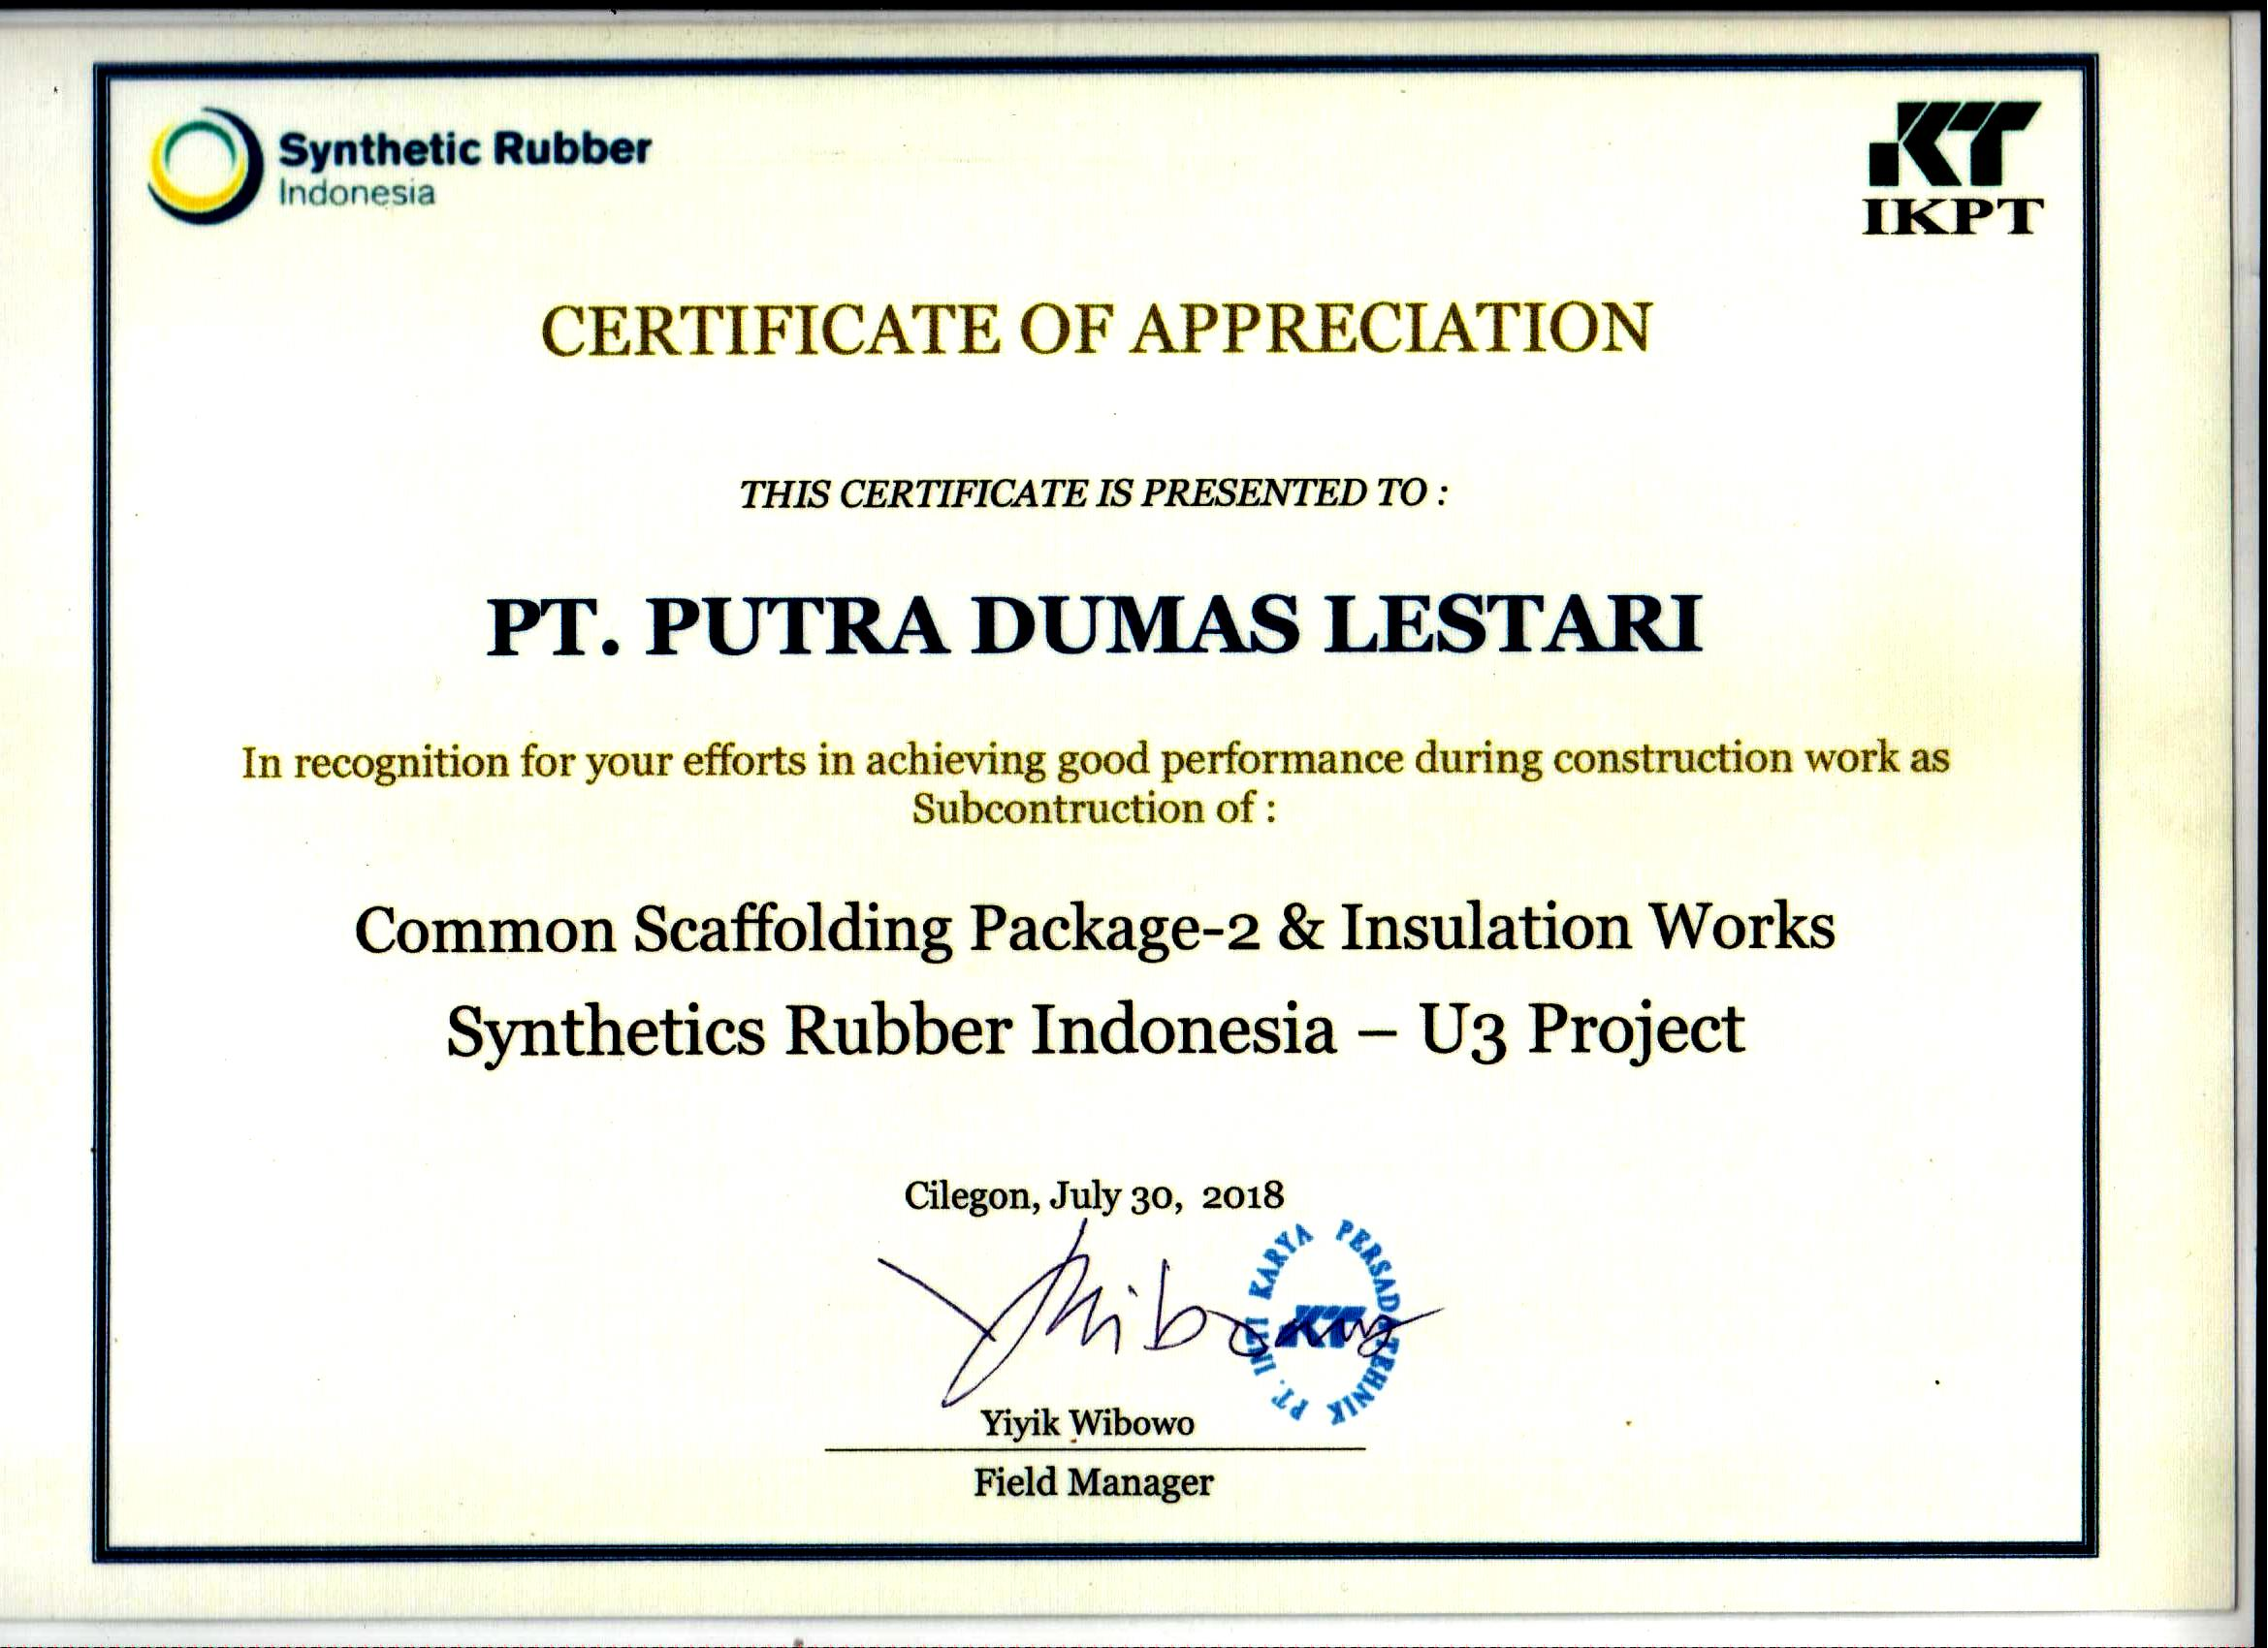 Synthetic Rubber
Indonesia
KT
IKPT
CERTIFICATE OF APPRECIATION
THIS CERTIFICATE IS PRESENTED TO :
PT. PUTRA DUMAS LESTARI
In recognition for your efforts in achieving good performance during construction work as
Subcontruction of :
Common Scaffolding Package-2 & Insulation Works
Synthetics Rubber Indonesia – U3 Project
Cilegon, July 30, 2018
PT. INTI KARYA PERSADA TEHNIK
KT
Yiyik Wibowo
Field Manager